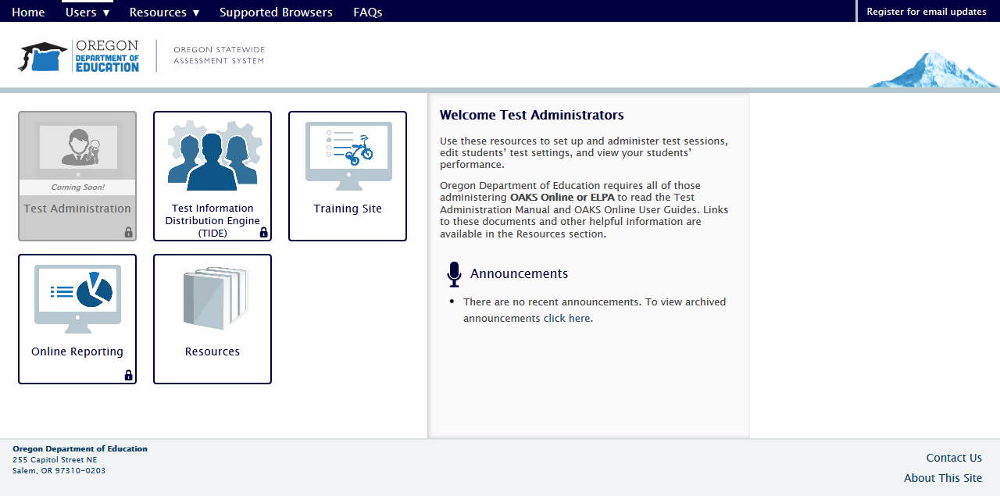 Home Users ▼ Resources ▼ Supported Browsers FAQs Register for email updates
OREGON
DEPARTMENT OF
EDUCATION
OREGON STATEWIDE
ASSESSMENT SYSTEM
Coming Soon!
Test Administration
Test Information
Distribution Engine
(TIDE)
Training Site
Online Reporting
Resources
Welcome Test Administrators
Use these resources to set up and administer test sessions,
edit students’ test settings, and view your students’
performance.
Oregon Department of Education requires all of those
administering OAKS Online or ELPA to read the Test
Administration Manual and OAKS Online User Guides. Links
to these documents and other helpful information are
available in the Resources section.
Announcements
• There are no recent announcements. To view archived
announcements click here.
Oregon Department of Education
255 Capitol Street NE
Salem, OR 97310-0203
Contact Us
About This Site